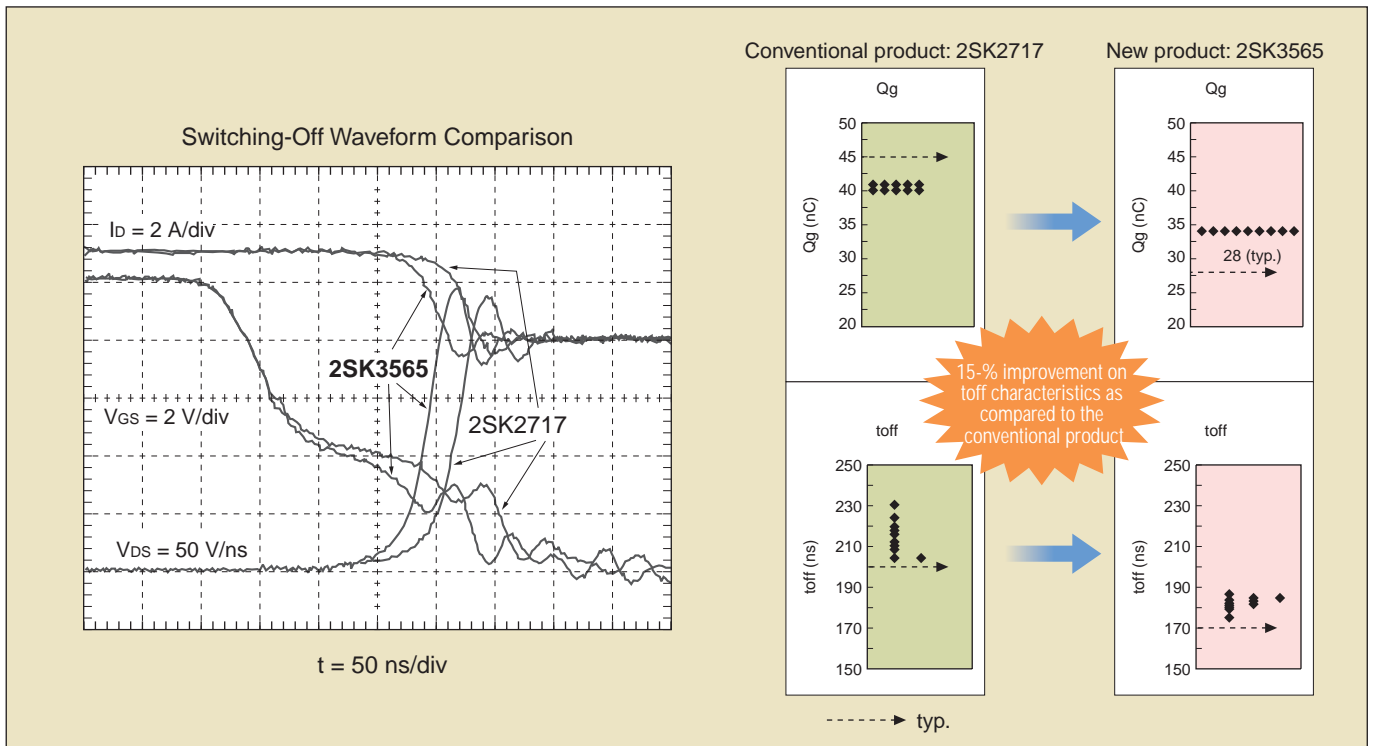 Switching-Off Waveform Comparison
ID = 2 A/div
2SK3565
VGS = 2 V/div
2SK2717
VDS = 50 V/ns
t = 50 ns/div
Conventional product: 2SK2717
Qg
Qg (nC)
50
45
40
35
30
25
20
New product: 2SK3565
Qg
Qg (nC)
50
45
40
45
30
28 (typ.)
30
25
20
15-% improvement on
toff characteristics as
compared to the
conventional product
toff
toff (ns)
250
230
210
190
170
150
toff
toff (ns)
250
230
210
190
170
150
typ.